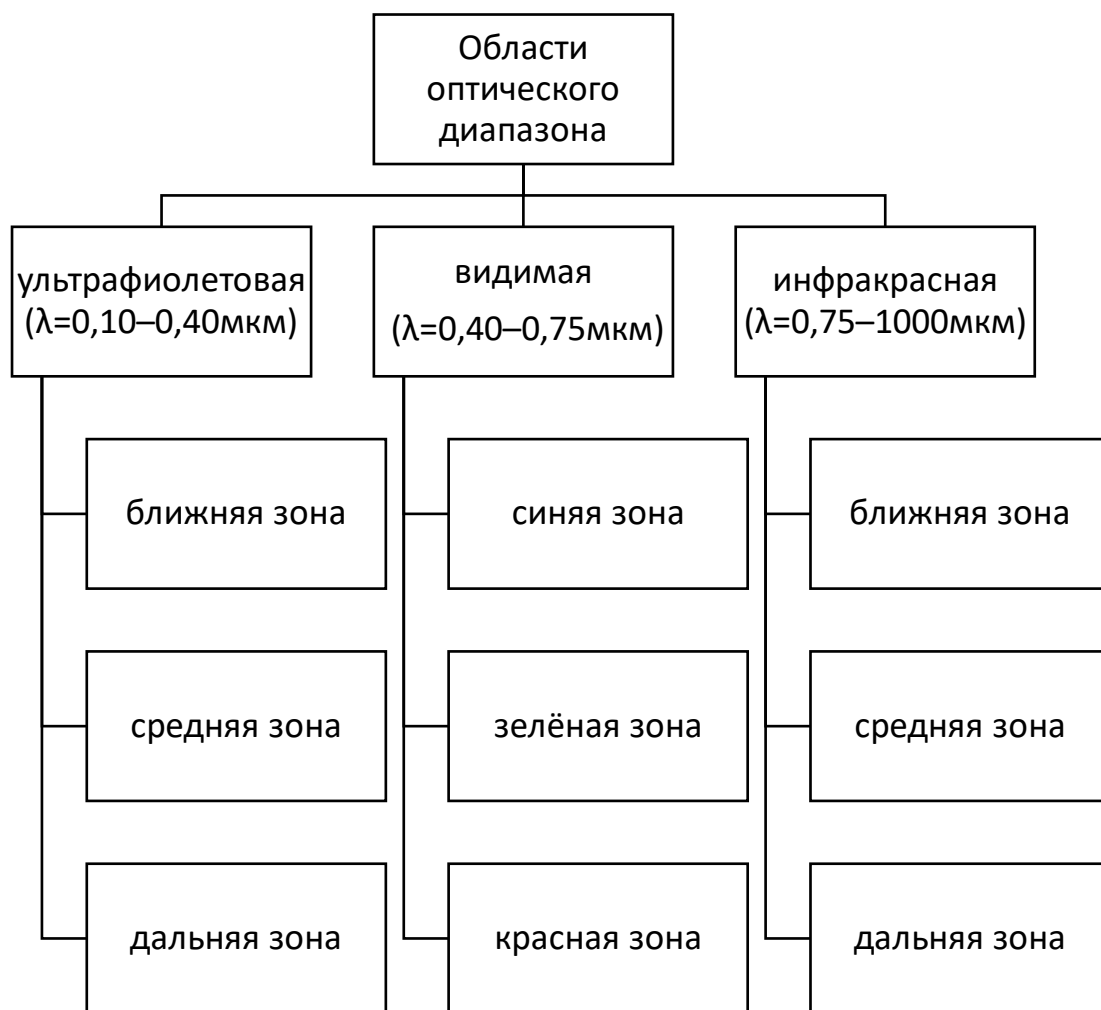 Области
оптического
диапазона
ультрафиолетовая
(λ=0,10–0,40мкм)
видимая
(λ=0,40–0,75мкм)
инфракрасная
(λ=0,75–1000мкм)
ближняя зона
средняя зона
дальняя зона
синяя зона
зелёная зона
красная зона
ближняя зона
средняя зона
дальняя зона